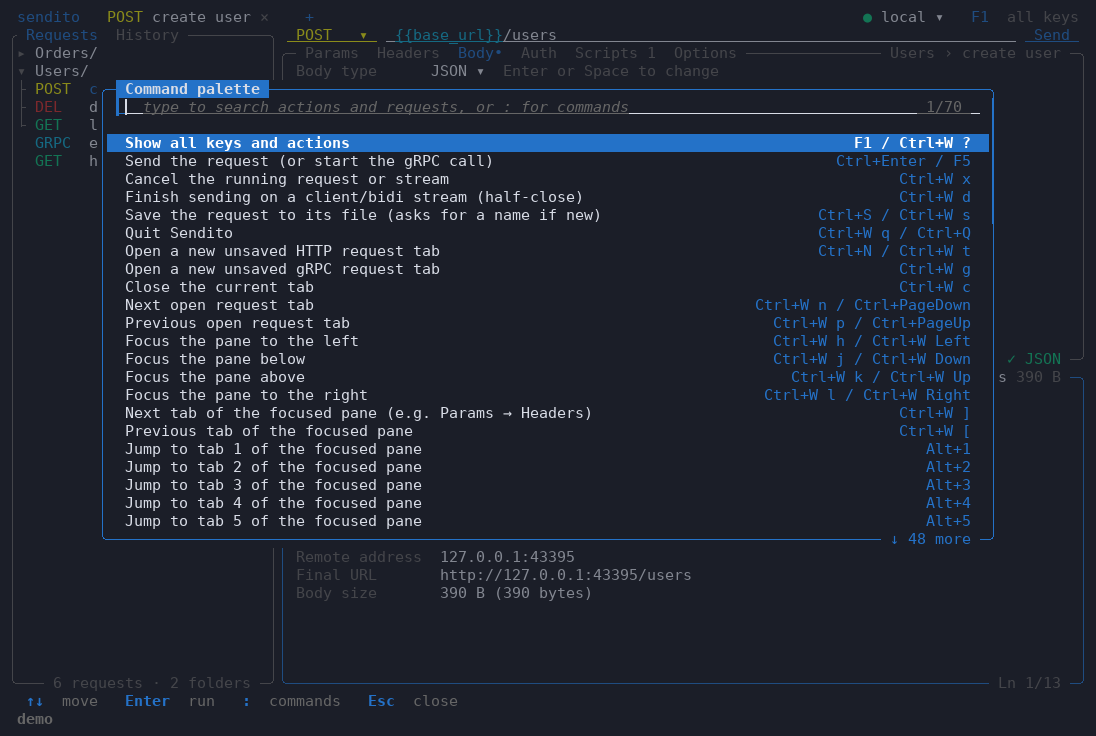 sendito   POST create user ×    +    ● local ▾   F1  all keys
Requests  History    POST   ▾  {{base_url}}/users    Send
▸ Orders/    Params  Headers  Body•  Auth  Scripts 1  Options    Users › create user
▾ Users/    Body type      JSON ▾  Enter or Space to change
POST  c    Command palette
DEL   d    type to search actions and requests, or : for commands    1/70
GET   l
GRPC  e    Show all keys and actions    F1 / Ctrl+W ?
GET   h    Send the request (or start the gRPC call)    Ctrl+Enter / F5
Cancel the running request or stream    Ctrl+W x
Finish sending on a client/bidi stream (half-close)    Ctrl+W d
Save the request to its file (asks for a name if new)    Ctrl+S / Ctrl+W s
Quit Sendito    Ctrl+W q / Ctrl+Q
Open a new unsaved HTTP request tab    Ctrl+N / Ctrl+W t
Open a new unsaved gRPC request tab    Ctrl+W g
Close the current tab    Ctrl+W c
Next open request tab    Ctrl+W n / Ctrl+PageDown
Previous open request tab    Ctrl+W p / Ctrl+PageUp
Focus the pane to the left    Ctrl+W h / Ctrl+W Left
Focus the pane below    Ctrl+W j / Ctrl+W Down    ✓ JSON
Focus the pane above    Ctrl+W k / Ctrl+W Up    s 390 B
Focus the pane to the right    Ctrl+W l / Ctrl+W Right
Next tab of the focused pane (e.g. Params → Headers)    Ctrl+W ]
Previous tab of the focused pane    Ctrl+W [
Jump to tab 1 of the focused pane    Alt+1
Jump to tab 2 of the focused pane    Alt+2
Jump to tab 3 of the focused pane    Alt+3
Jump to tab 4 of the focused pane    Alt+4
Jump to tab 5 of the focused pane    Alt+5
↓ 48 more
Remote address  127.0.0.1:43395
Final URL       http://127.0.0.1:43395/users
Body size       390 B (390 bytes)
6 requests · 2 folders    Ln 1/13
↑↓  move   Enter  run   :  commands   Esc  close
demo